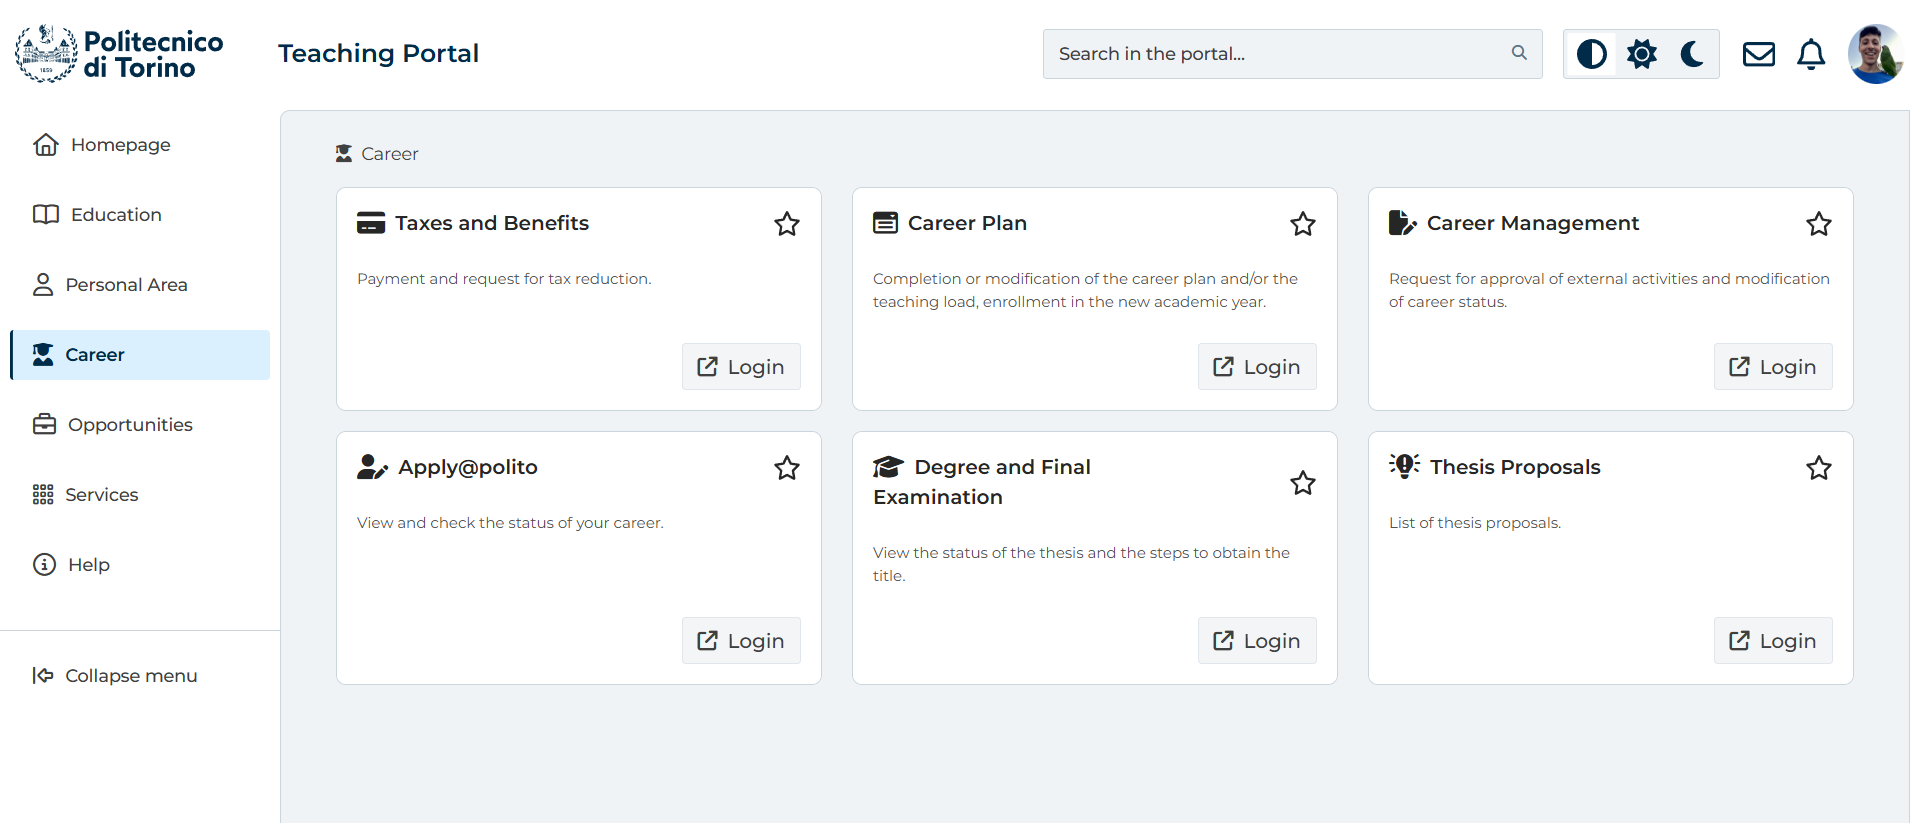 Politecnico
di Torino
1859
Teaching Portal
Search in the portal...
Homepage
Education
Personal Area
Career
Opportunities
Services
Help
Collapse menu
Career
Taxes and Benefits
Payment and request for tax reduction.
Login
Career Plan
Completion or modification of the career plan and/or the
teaching load, enrollment in the new academic year.
Login
Career Management
Request for approval of external activities and modification
of career status.
Login
Apply@polito
View and check the status of your career.
Login
Degree and Final
Examination
View the status of the thesis and the steps to obtain the
title.
Login
Thesis Proposals
List of thesis proposals.
Login